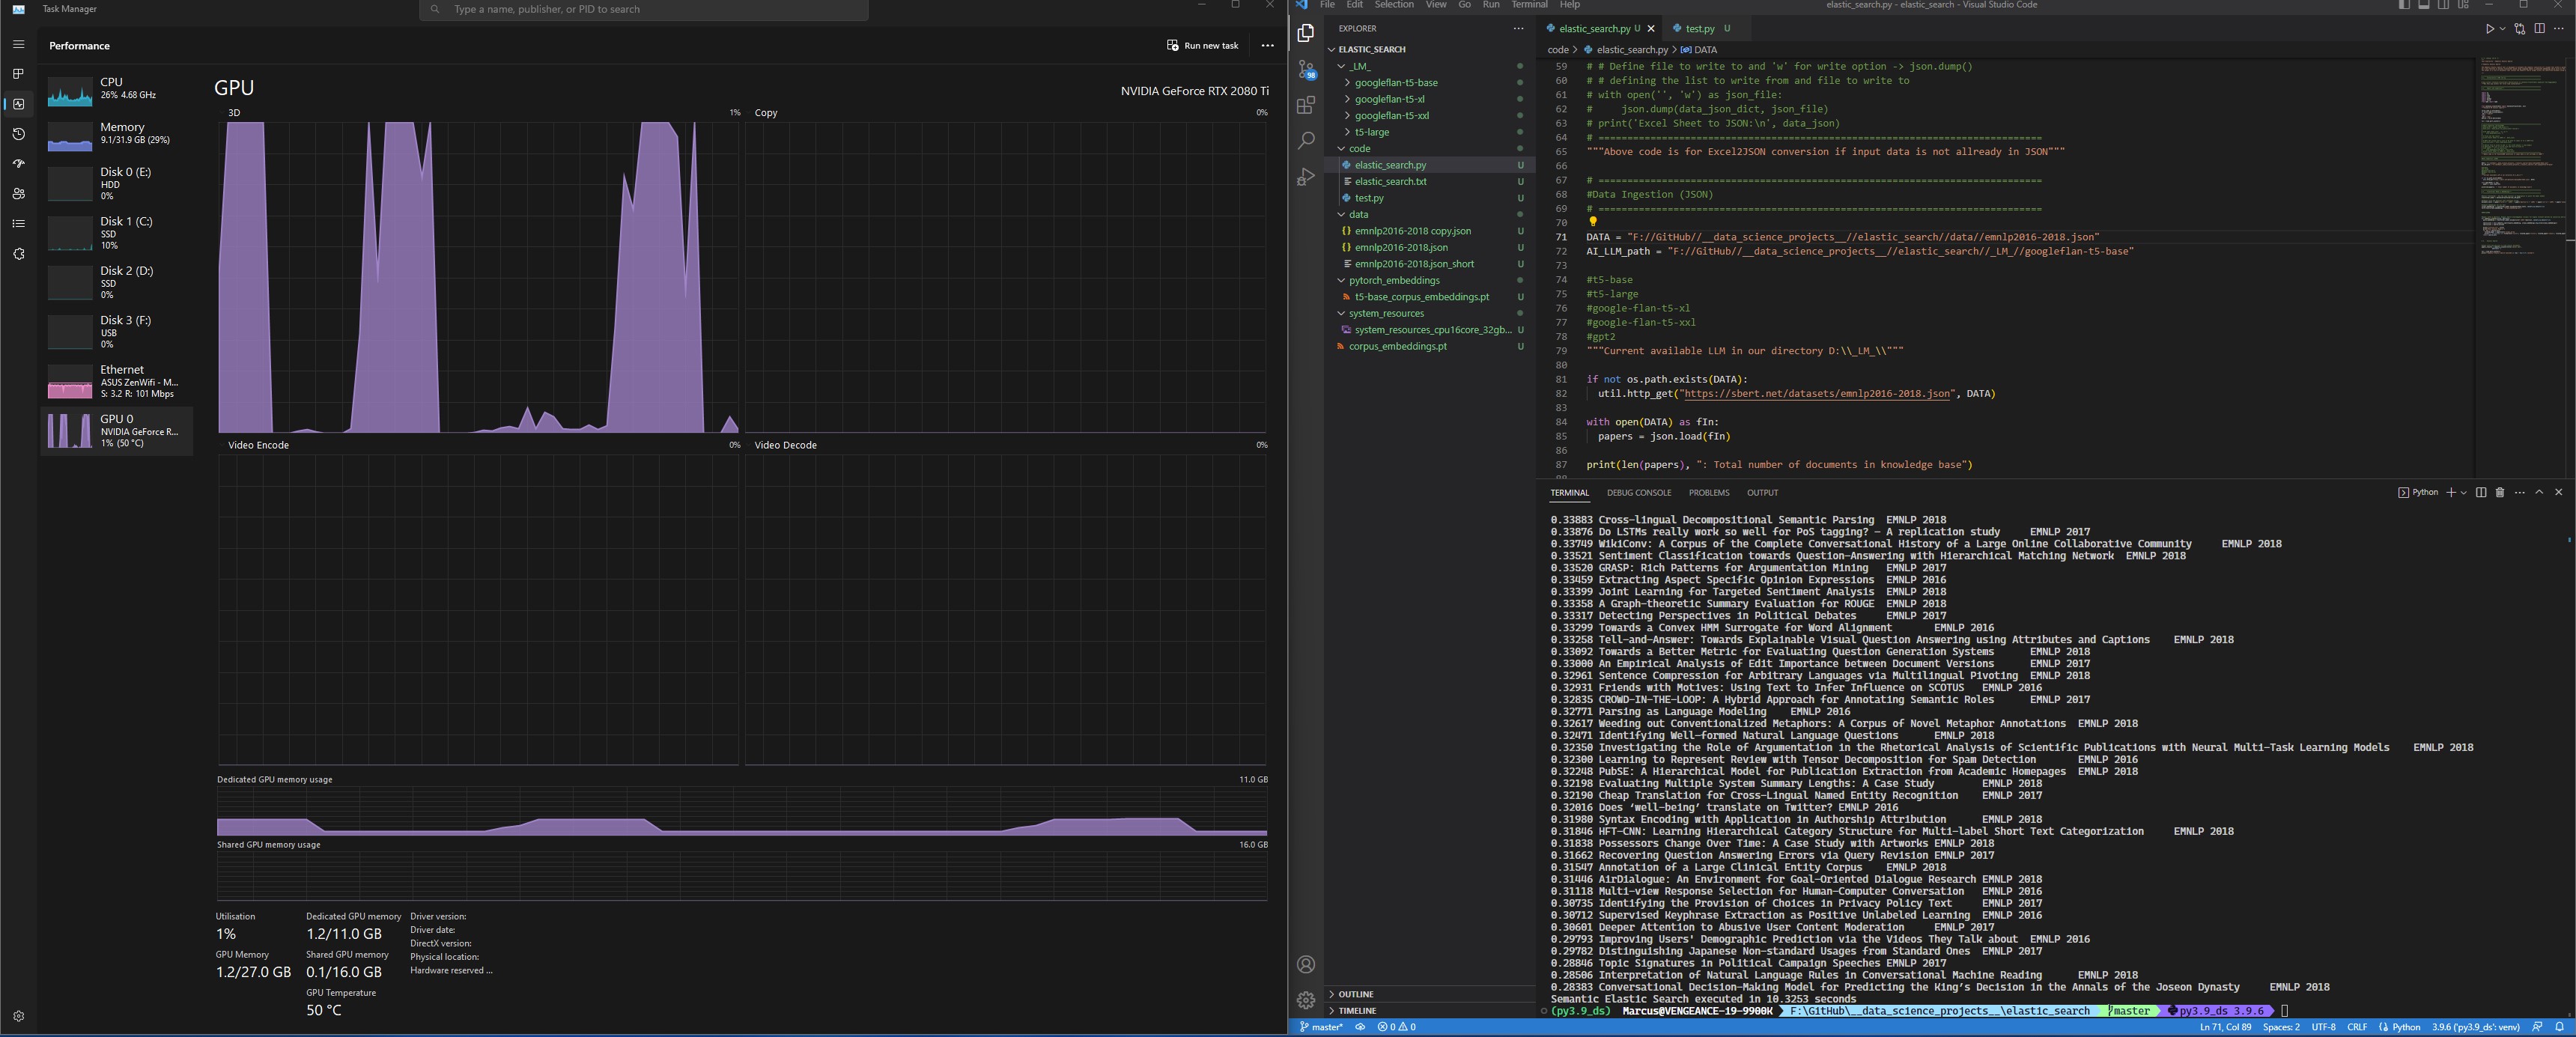 Task Manager
Type a name, publisher, or PID to search
Performance
Run new task
CPU
26% 4.68 GHz
Memory
9.1/31.9 GB (29%)
Disk 0 (E:)
HDD
0%
Disk 1 (C:)
SSD
10%
Disk 2 (D:)
SSD
0%
Disk 3 (F:)
USB
0%
Ethernet
ASUS ZenWifi - M...
S: 3.2 R: 101 Mbps
GPU 0
NVIDIA GeForce R...
1% (50 °C)
GPU
NVIDIA GeForce RTX 2080 Ti
3D 1%
Copy 0%
Video Encode 0%
Video Decode 0%
Dedicated GPU memory usage 11.0 GB
Shared GPU memory usage 16.0 GB
Utilisation
1%
GPU Memory
1.2/27.0 GB
Dedicated GPU memory
1.2/11.0 GB
Shared GPU memory
0.1/16.0 GB
GPU Temperature
50 °C
Driver version:
Driver date:
DirectX version:
Physical location:
Hardware reserved ...
File Edit Selection View Go Run Terminal Help
elastic_search.py - elastic_search - Visual Studio Code
98
EXPLORER
ELASTIC_SEARCH
_LM_
googleflan-t5-base
googleflan-t5-xl
googleflan-t5-xxl
t5-large
code
elastic_search.py U
elastic_search.txt U
test.py U
data
emnlp2016-2018 copy.json U
emnlp2016-2018.json U
emnlp2016-2018.json_short U
pytorch_embeddings
t5-base_corpus_embeddings.pt U
system_resources
system_resources_cpu16core_32gb... U
corpus_embeddings.pt U
OUTLINE
TIMELINE
elastic_search.py U
test.py U
code > elastic_search.py > DATA
59 # # Define file to write to and 'w' for write option -> json.dump()
60 # # defining the list to write from and file to write to
61 # with open('', 'w') as json_file:
62 #     json.dump(data_json_dict, json_file)
63 # print('Excel Sheet to JSON:\n', data_json)
64 # =============================================================================
65 """Above code is for Excel2JSON conversion if input data is not allready in JSON"""
66
67 # =============================================================================
68 #Data Ingestion (JSON)
69 # =============================================================================
70
71 DATA = "F://GitHub//__data_science_projects__//elastic_search//data//emnlp2016-2018.json"
72 AI_LLM_path = "F://GitHub//__data_science_projects__//elastic_search//_LM_//googleflan-t5-base"
73
74 #t5-base
75 #t5-large
76 #google-flan-t5-xl
77 #google-flan-t5-xxl
78 #gpt2
79 """Current available LLM in our directory D:\\_LM_\\"""
80
81 if not os.path.exists(DATA):
82   util.http_get("https://sbert.net/datasets/emnlp2016-2018.json", DATA)
83
84 with open(DATA) as fIn:
85   papers = json.load(fIn)
86
87 print(len(papers), ": Total number of documents in knowledge base")
TERMINAL DEBUG CONSOLE PROBLEMS OUTPUT
Python
0.33883 Cross-lingual Decompositional Semantic Parsing EMNLP 2018
0.33876 Do LSTMs really work so well for PoS tagging? – A replication study EMNLP 2017
0.33749 WikiConv: A Corpus of the Complete Conversational History of a Large Online Collaborative Community EMNLP 2018
0.33521 Sentiment Classification towards Question-Answering with Hierarchical Matching Network EMNLP 2018
0.33520 GRASP: Rich Patterns for Argumentation Mining EMNLP 2017
0.33459 Extracting Aspect Specific Opinion Expressions EMNLP 2016
0.33399 Joint Learning for Targeted Sentiment Analysis EMNLP 2018
0.33358 A Graph-theoretic Summary Evaluation for ROUGE EMNLP 2018
0.33317 Detecting Perspectives in Political Debates EMNLP 2017
0.33299 Towards a Convex HMM Surrogate for Word Alignment EMNLP 2016
0.33258 Tell-and-Answer: Towards Explainable Visual Question Answering using Attributes and Captions EMNLP 2018
0.33092 Towards a Better Metric for Evaluating Question Generation Systems EMNLP 2018
0.33000 An Empirical Analysis of Edit Importance between Document Versions EMNLP 2017
0.32961 Sentence Compression for Arbitrary Languages via Multilingual Pivoting EMNLP 2018
0.32931 Friends with Motives: Using Text to Infer Influence on SCOTUS EMNLP 2016
0.32835 CROWD-IN-THE-LOOP: A Hybrid Approach for Annotating Semantic Roles EMNLP 2017
0.32771 Parsing as Language Modeling EMNLP 2016
0.32617 Weeding out Conventionalized Metaphors: A Corpus of Novel Metaphor Annotations EMNLP 2018
0.32471 Identifying Well-formed Natural Language Questions EMNLP 2018
0.32350 Investigating the Role of Argumentation in the Rhetorical Analysis of Scientific Publications with Neural Multi-Task Learning Models EMNLP 2018
0.32300 Learning to Represent Review with Tensor Decomposition for Spam Detection EMNLP 2016
0.32248 PubSE: A Hierarchical Model for Publication Extraction from Academic Homepages EMNLP 2018
0.32198 Evaluating Multiple System Summary Lengths: A Case Study EMNLP 2018
0.32190 Cheap Translation for Cross-Lingual Named Entity Recognition EMNLP 2017
0.32016 Does ‘well-being’ translate on Twitter? EMNLP 2016
0.31980 Syntax Encoding with Application in Authorship Attribution EMNLP 2018
0.31846 HFT-CNN: Learning Hierarchical Category Structure for Multi-label Short Text Categorization EMNLP 2018
0.31838 Possessors Change Over Time: A Case Study with Artworks EMNLP 2018
0.31662 Recovering Question Answering Errors via Query Revision EMNLP 2017
0.31547 Annotation of a Large Clinical Entity Corpus EMNLP 2018
0.31446 AirDialogue: An Environment for Goal-Oriented Dialogue Research EMNLP 2018
0.31118 Multi-view Response Selection for Human-Computer Conversation EMNLP 2016
0.30735 Identifying the Provision of Choices in Privacy Policy Text EMNLP 2017
0.30712 Supervised Keyphrase Extraction as Positive Unlabeled Learning EMNLP 2016
0.30601 Deeper Attention to Abusive User Content Moderation EMNLP 2017
0.29793 Improving Users' Demographic Prediction via the Videos They Talk about EMNLP 2016
0.29782 Distinguishing Japanese Non-standard Usages from Standard Ones EMNLP 2017
0.28846 Topic Signatures in Political Campaign Speeches EMNLP 2017
0.28506 Interpretation of Natural Language Rules in Conversational Machine Reading EMNLP 2018
0.28383 Conversational Decision-Making Model for Predicting the King’s Decision in the Annals of the Joseon Dynasty EMNLP 2018
Semantic Elastic Search executed in 10.3253 seconds
(py3.9_ds) Marcus@VENGEANCE-19-9900K F:\GitHub\__data_science_projects__\elastic_search master py3.9_ds 3.9.6
master* 0 0 Ln 71, Col 89 Spaces: 2 UTF-8 CRLF Python 3.9.6 ('py3.9_ds': venv)